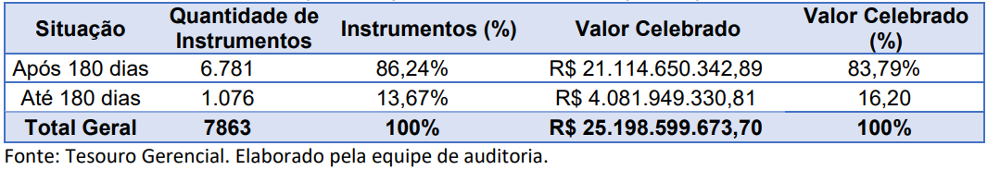 Situação Quantidade de Instrumentos Instrumentos (%) Valor Celebrado Valor Celebrado (%)
Após 180 dias 6.781 86,24% R$ 21.114.650.342,89 83,79%
Até 180 dias 1.076 13,67% R$ 4.081.949.330,81 16,20
Total Geral 7863 100% R$ 25.198.599.673,70 100%
Fonte: Tesouro Gerencial. Elaborado pela equipe de auditoria.